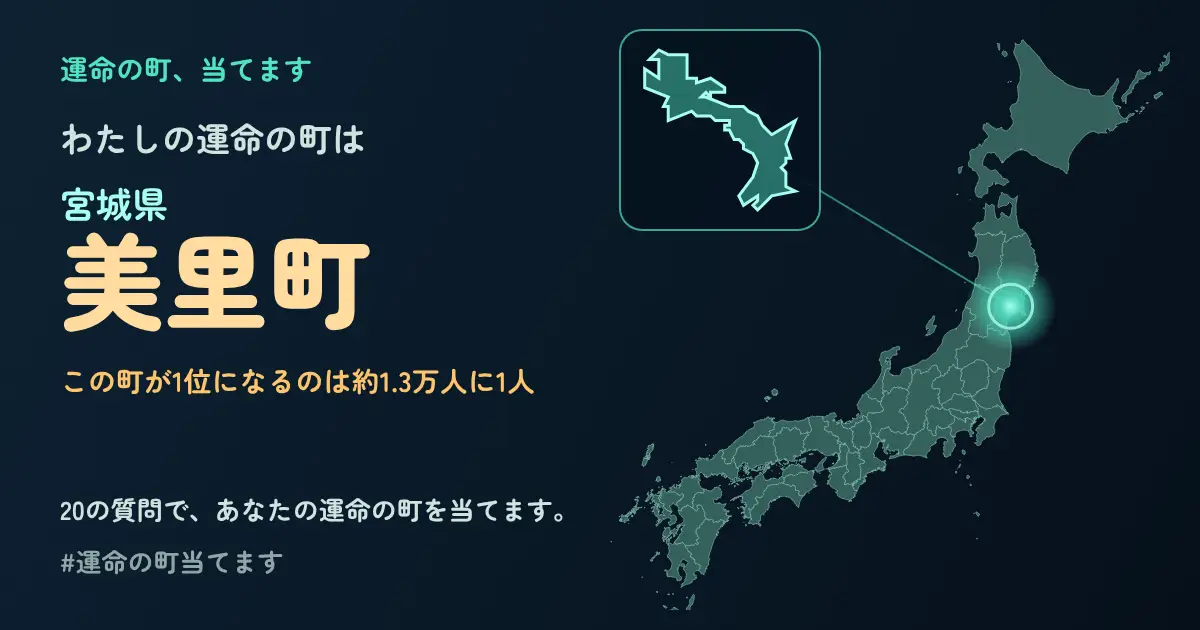 運命の町、当てます
わたしの運命の町は
宮城県
美里町
この町が1位になるのは約1.3万人に1人
20の質問で、あなたの運命の町を当てます。
#運命の町当てます